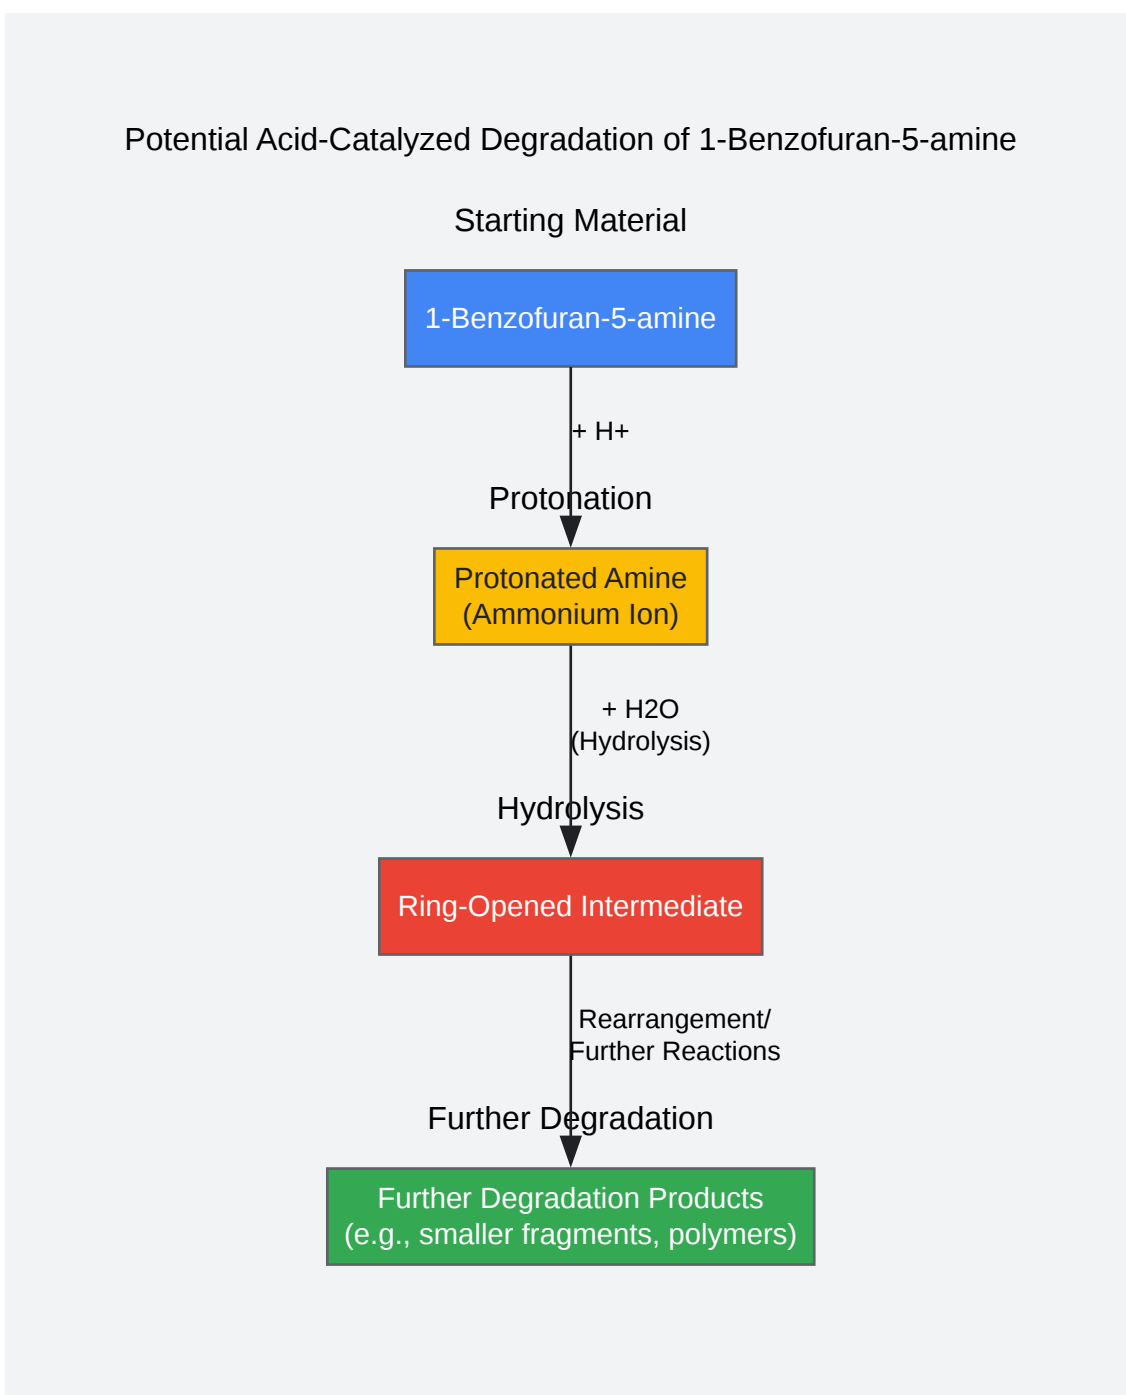 Potential Acid-Catalyzed Degradation of 1-Benzofuran-5-amine
Starting Material
1-Benzofuran-5-amine
+ H+
Protonation
Protonated Amine
(Ammonium Ion)
+ H2O
(Hydrolysis)
Hydrolysis
Ring-Opened Intermediate
Rearrangement/
Further Reactions
Further Degradation
Further Degradation Products
(e.g., smaller fragments, polymers)